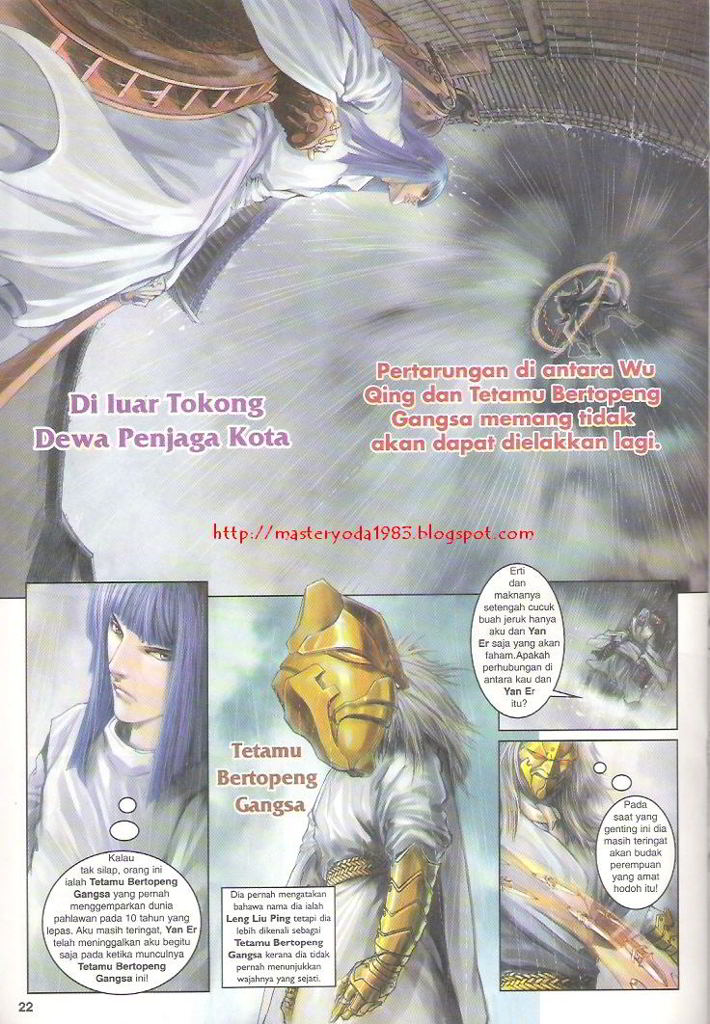 Di luar Tokong
Dewa Penjaga Kota
Pertarungan di antara Wu
Qing dan Tetamu Bertopeng
Gangsa memang tidak
akan dapat dielakkan lagi.
http://masteryoda1983.blogspot.com
Kalau
tak silap, orang ini
ialah Tetamu Bertopeng
Gangsa yang pernah
menggemparkan dunia
pahlawan pada 10 tahun yang
lepas. Aku masih teringat, Yan Er
telah meninggalkan aku begitu
saja pada ketika munculnya
Tetamu Bertopeng
Gangsa ini!
Tetamu
Bertopeng
Gangsa
Dia pernah mengatakan
bahawa nama dia ialah
Leng Liu Ping tetapi dia
lebih dikenali sebagai
Tetamu Bertopeng
Gangsa kerana dia tidak
pernah menunjukkan
wajahnya yang sejati.
Erti
dan
maknanya
setengah cucuk
buah jeruk hanya
aku dan Yan
Er saja yang akan
faham.Apakah
perhubungan di
antara kau dan
Yan Er
itu?
Pada
saat yang
genting ini dia
masih teringat
akan budak
perempuan
yang amat
hodoh itu!
22